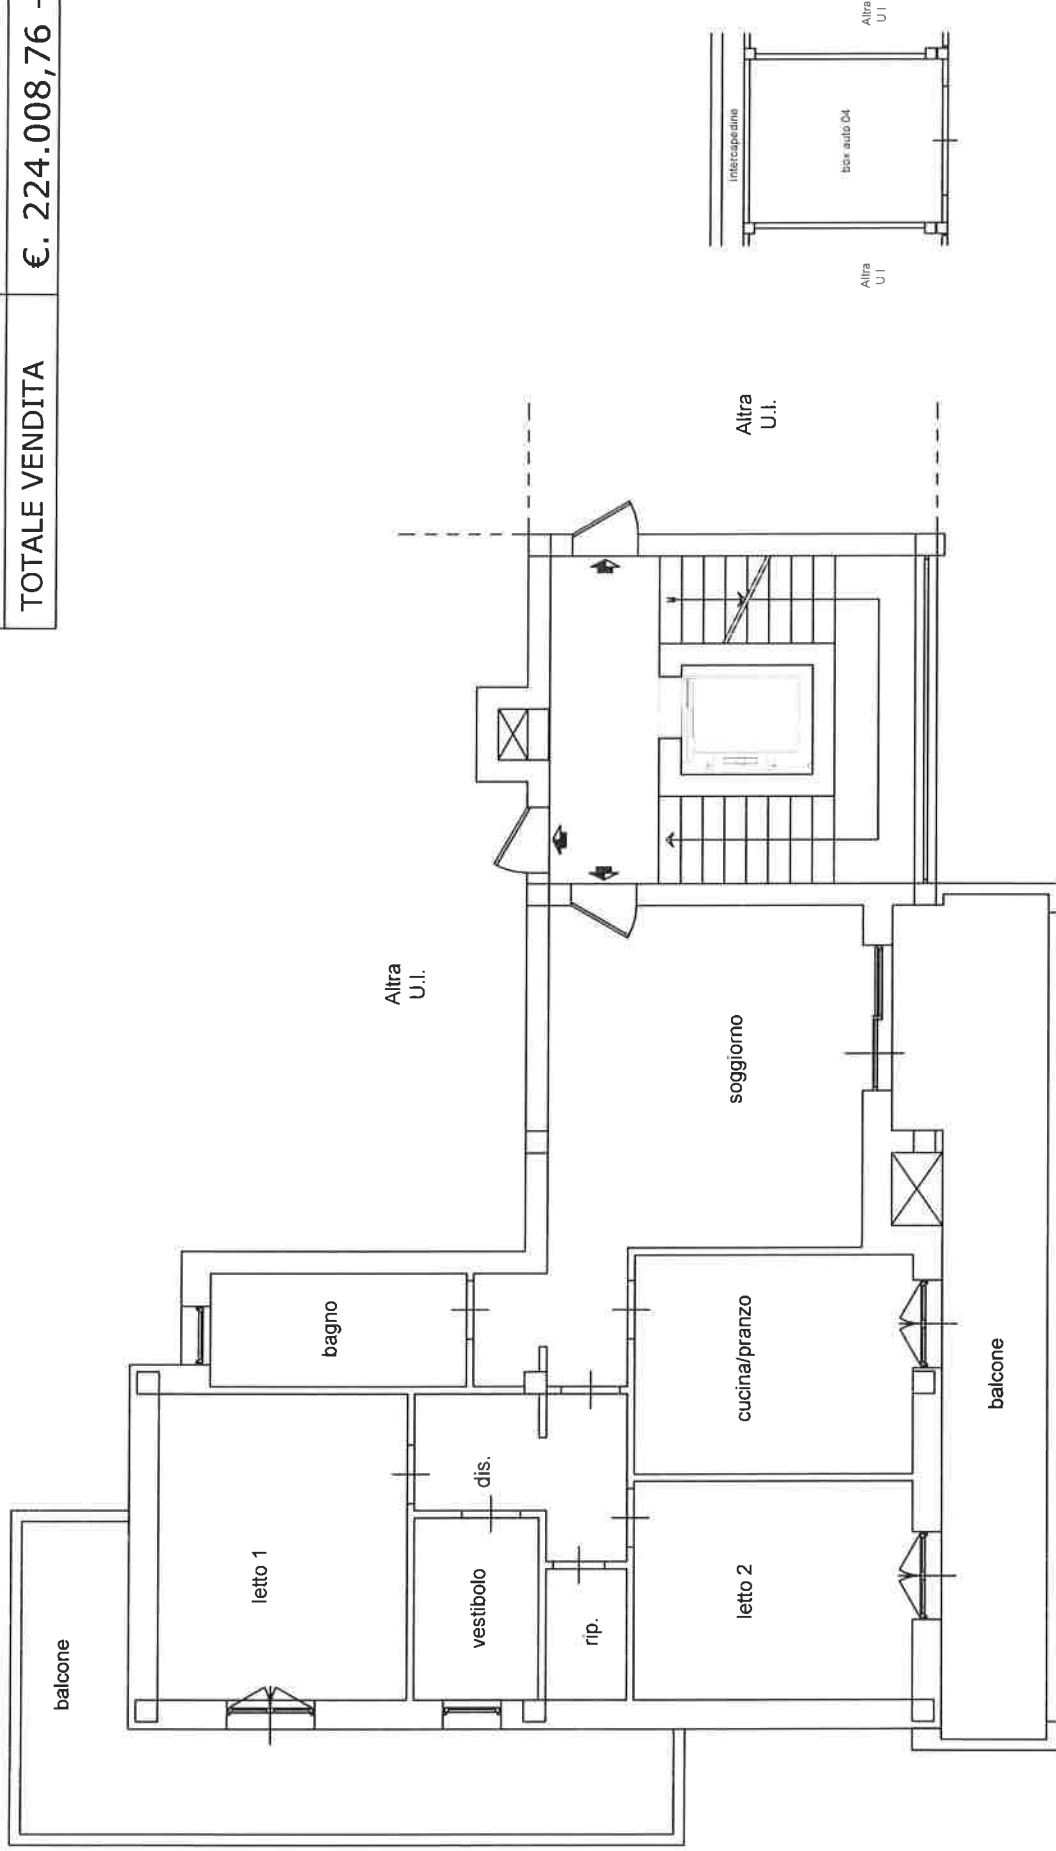 TOTALE VENDITA €. 224.008,76
Altra
U I
intercapedine
box auto 04
Altra
U I
Altra
U.I.
Altra
U.I.
soggiorno
bagno
cucina/pranzo
balcone
dis.
letto 1
vestibolo
rip.
letto 2
balcone